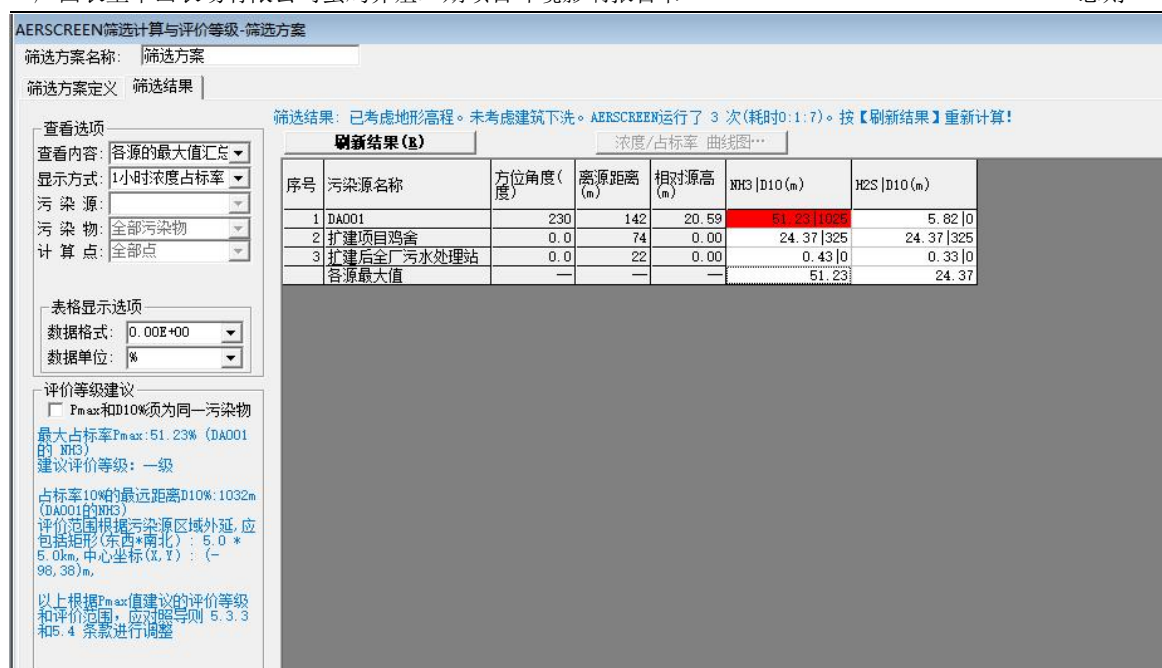 AERSCREEN筛选计算与评价等级-筛选方案
筛选方案名称: 筛选方案
筛选方案定义 筛选结果
筛选结果: 已考虑地形高程。未考虑建筑下洗。AERSCREEN运行了 3 次(耗时0:1:7)。按【刷新结果】重新计算!
查看选项
查看内容: 各源的最大值汇总
显示方式: 1小时浓度占标率
污 染 源:
污 染 物: 全部污染物
计 算 点: 全部点
刷新结果(R) 浓度/占标率 曲线图…
序号 污染源名称 方位角度(度) 离源距离(m) 相对源高(m) NH3|D10(m) H2S|D10(m)
1 DA001 230 142 20.59 51.23|1025 5.82|0
2 扩建项目鸡舍 0.0 74 0.00 24.37|325 24.37|325
3 扩建后全厂污水处理站 0.0 22 0.00 0.43|0 0.33|0
各源最大值 — — — 51.23 24.37
表格显示选项
数据格式: 0.00E+00
数据单位: %
评价等级建议
Pmax和D10%须为同一污染物
最大占标率Pmax:51.23% (DA001
的 NH3)
建议评价等级: 一级
占标率10%的最远距离D10%:1032m
(DA001的NH3)
评价范围根据污染源区域外延,应
包括矩形(东西*南北): 5.0 *
5.0km,中心坐标(X,Y): (-
98,38)m,
以上根据Pmax值建议的评价等级
和评价范围,应对照导则 5.3.3
和5.4 条款进行调整